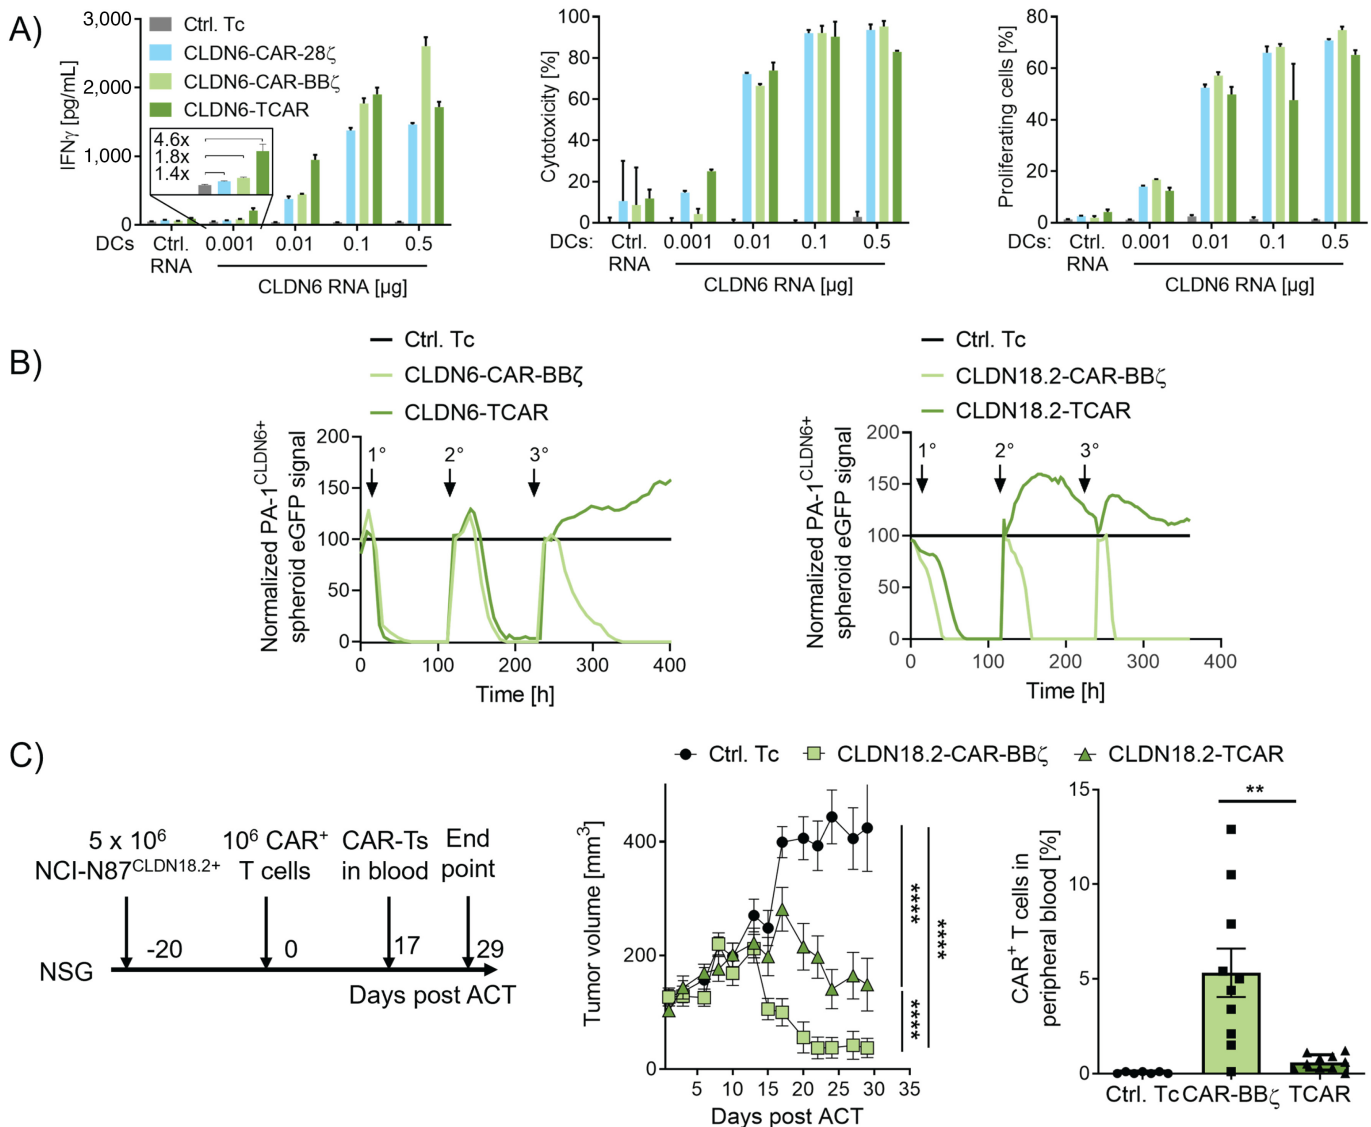 A)
Ctrl. Tc
CLDN6-CAR-28ζ
CLDN6-CAR-BBζ
CLDN6-TCAR
IFNγ [pg/mL]
3,000
2,000
1,000
0
4.6x
1.8x
1.4x
DCs: Ctrl. RNA 0.001 0.01 0.1 0.5
CLDN6 RNA [µg]
Cytotoxicity [%]
100
80
60
40
20
0
DCs: Ctrl. RNA 0.001 0.01 0.1 0.5
CLDN6 RNA [µg]
Proliferating cells [%]
80
60
40
20
0
DCs: Ctrl. RNA 0.001 0.01 0.1 0.5
CLDN6 RNA [µg]
B)
Ctrl. Tc
CLDN6-CAR-BBζ
CLDN6-TCAR
Normalized PA-1CLDN6+
spheroid eGFP signal
200
150
100
50
0
1° 2° 3°
0 100 200 300 400
Time [h]
Ctrl. Tc
CLDN18.2-CAR-BBζ
CLDN18.2-TCAR
Normalized PA-1CLDN6+
spheroid eGFP signal
200
150
100
50
0
1° 2° 3°
0 100 200 300 400
Time [h]
C)
5 x 10⁶
NCI-N87CLDN18.2+
10⁶ CAR⁺
T cells
CAR-Ts
in blood
End
point
NSG
-20 0 17 29
Days post ACT
Ctrl. Tc CLDN18.2-CAR-BBζ CLDN18.2-TCAR
Tumor volume [mm³]
400
200
0
5 10 15 20 25 30 35
Days post ACT
****
****
****
CAR⁺ T cells in
peripheral blood [%]
15
10
5
0
**
Ctrl. Tc CAR-BBζ TCAR